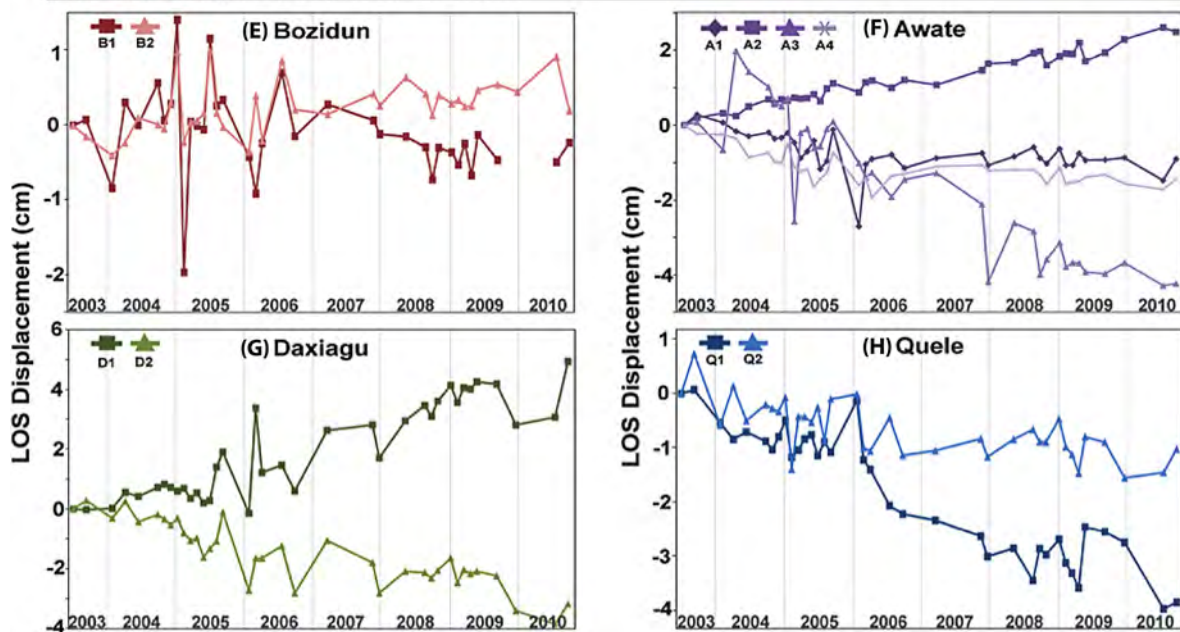 (E) Bozidun
B1 B2
1
0
-1
-2
2003 2004 2005 2006 2007 2008 2009 2010
LOS Displacement (cm)
(F) Awate
A1 A2 A3 A4
2
0
-2
-4
2003 2004 2005 2006 2007 2008 2009 2010
LOS Displacement (cm)
(G) Daxiagu
D1 D2
6
4
2
0
-2
-4
2003 2004 2005 2006 2007 2008 2009 2010
(H) Quele
Q1 Q2
1
0
-1
-2
-3
-4
2003 2004 2005 2006 2007 2008 2009 2010